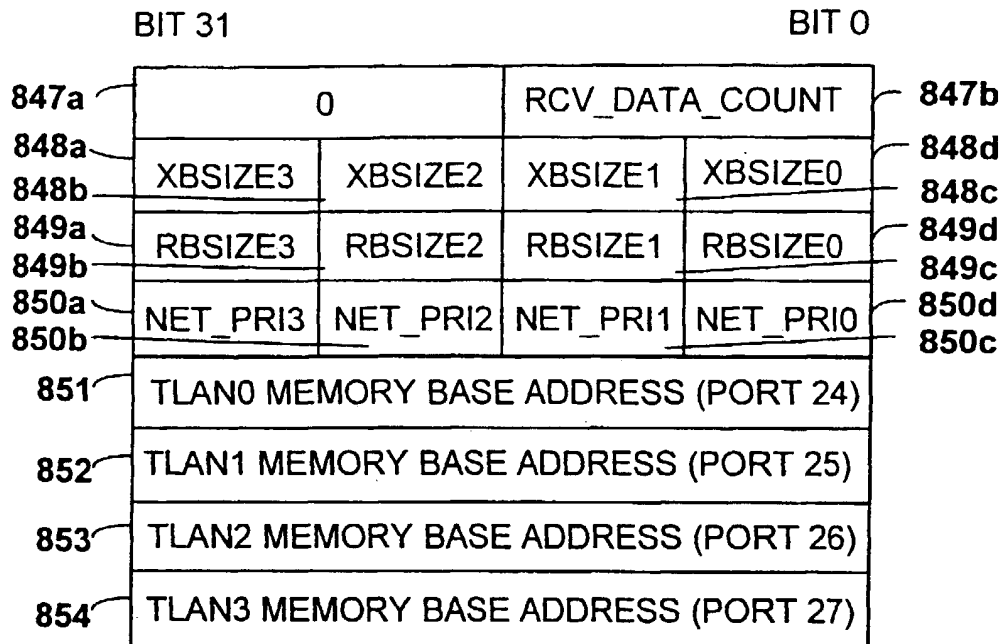 BIT 31 BIT 0
847a 0 RCV_DATA_COUNT 847b
848a XBSIZE3 XBSIZE2 XBSIZE1 XBSIZE0 848d
848b 848c
849a RBSIZE3 RBSIZE2 RBSIZE1 RBSIZE0 849d
849b 849c
850a NET_PRI3 NET_PRI2 NET_PRI1 NET_PRI0 850d
850b 850c
851 TLAN0 MEMORY BASE ADDRESS (PORT 24)
852 TLAN1 MEMORY BASE ADDRESS (PORT 25)
853 TLAN2 MEMORY BASE ADDRESS (PORT 26)
854 TLAN3 MEMORY BASE ADDRESS (PORT 27)